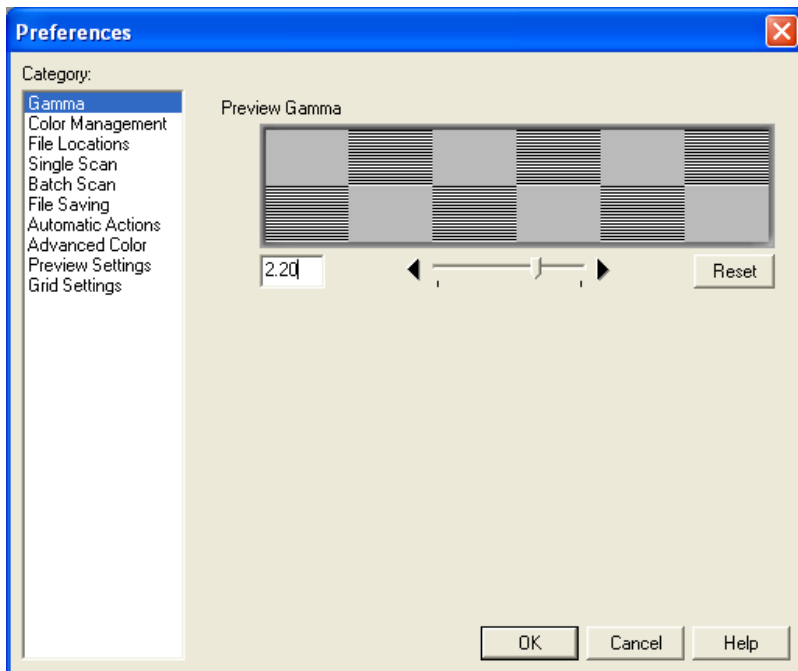 Preferences
Category:
Gamma
Color Management
File Locations
Single Scan
Batch Scan
File Saving
Automatic Actions
Advanced Color
Preview Settings
Grid Settings
Preview Gamma
2.20
Reset
OK
Cancel
Help